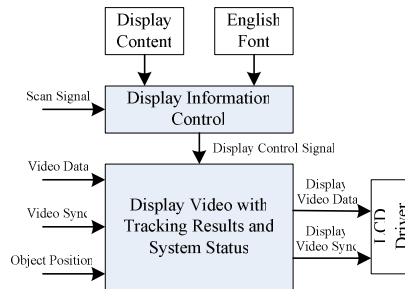 Display
Content
English
Font
Scan Signal
Display Information
Control
Display Control Signal
Video Data
Video Sync
Object Position
Display Video with
Tracking Results and
System Status
Display
Video Data
Display
Video Sync
LCD
Driver